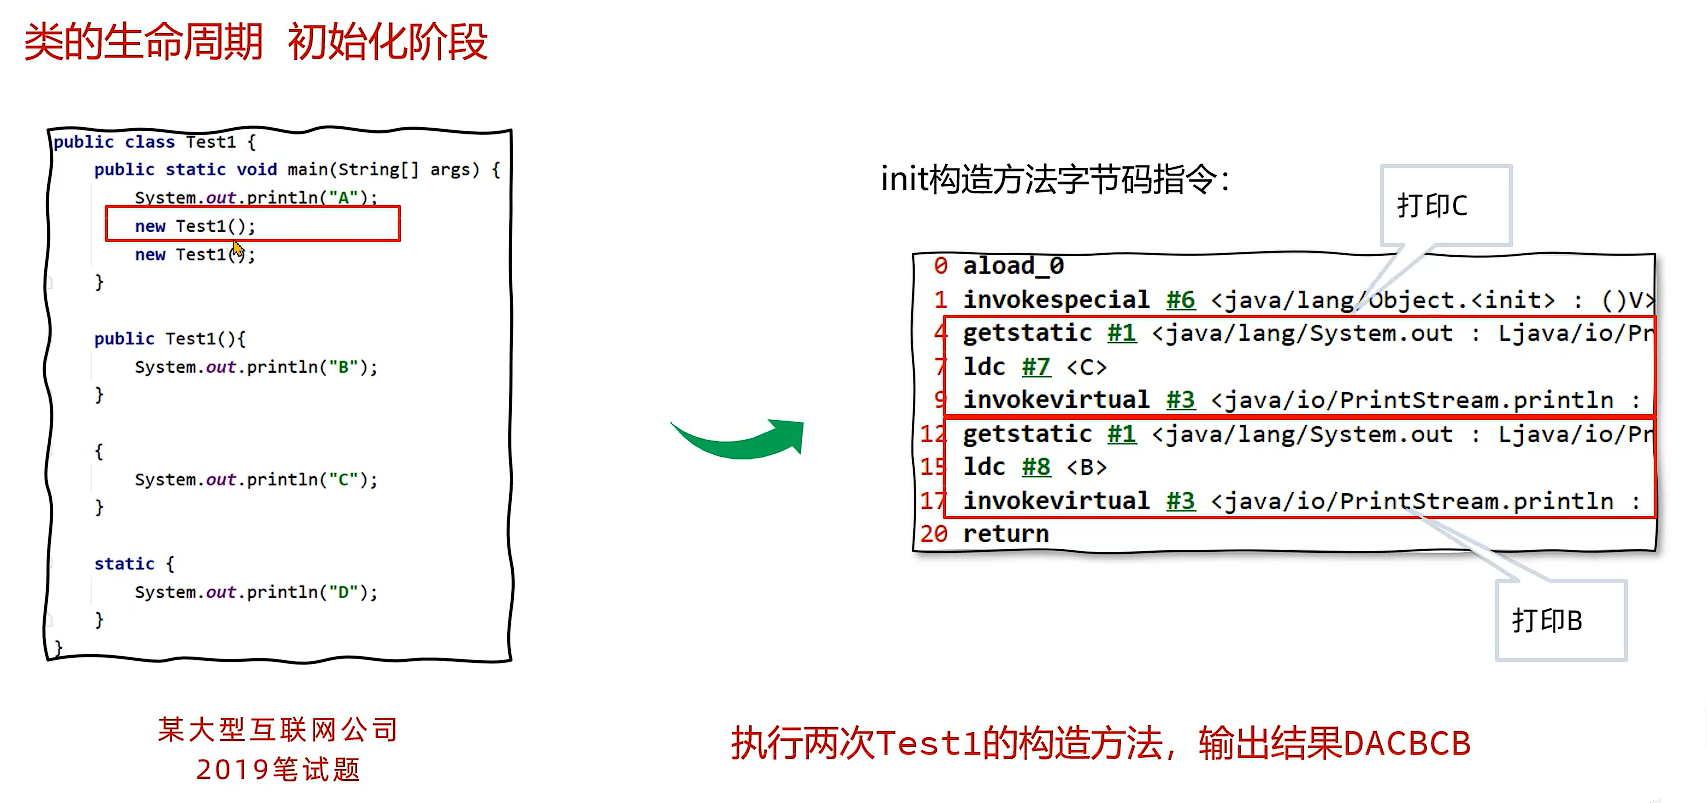 类的生命周期 初始化阶段
public class Test1 {
public static void main(String[] args) {
System.out.println("A");
new Test1();
new Test1();
}
public Test1(){
System.out.println("B");
}
{
System.out.println("C");
}
static {
System.out.println("D");
}
}
某大型互联网公司
2019笔试题
init构造方法字节码指令：
打印C
0 aload_0
1 invokespecial #6 <java/lang/Object.<init> : ()V>
4 getstatic #1 <java/lang/System.out : Ljava/io/Pr
7 ldc #7 <C>
9 invokevirtual #3 <java/io/PrintStream.println :
12 getstatic #1 <java/lang/System.out : Ljava/io/Pr
15 ldc #8 <B>
17 invokevirtual #3 <java/io/PrintStream.println :
20 return
打印B
执行两次Test1的构造方法，输出结果DACBCB